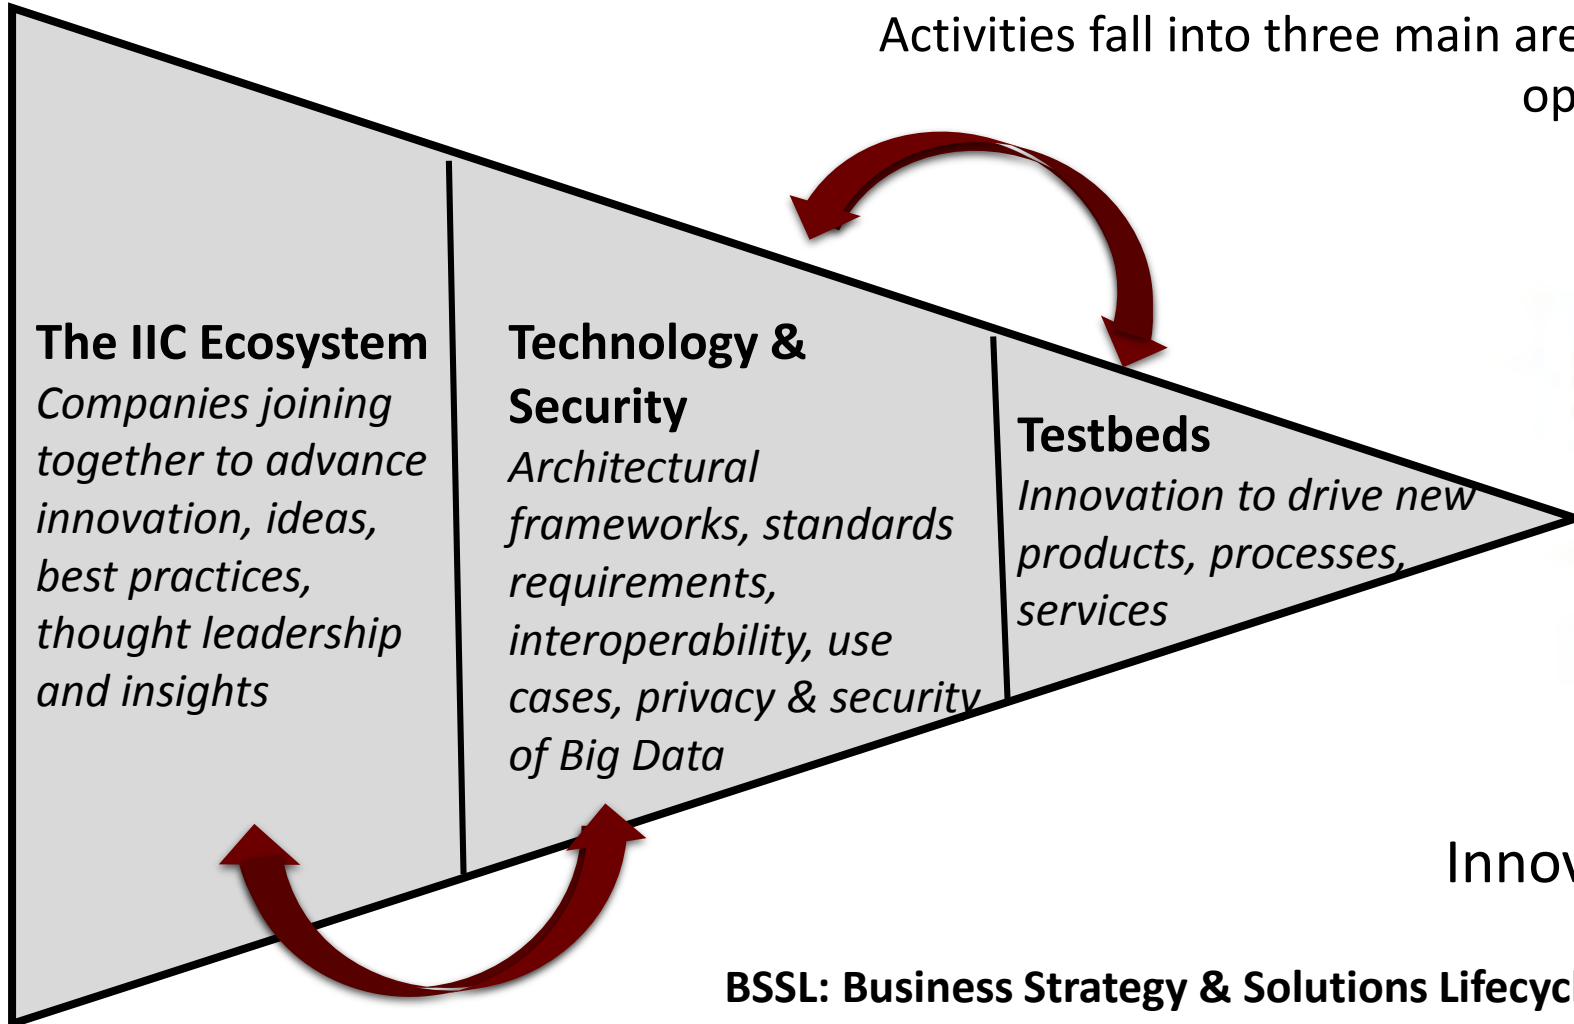 Activities fall into three main are
op
The IIC Ecosystem
Companies joining
together to advance
innovation, ideas,
best practices,
thought leadership
and insights
Technology &
Security
Architectural
frameworks, standards
requirements,
interoperability, use
cases, privacy & security
of Big Data
Testbeds
Innovation to drive new
products, processes,
services
Innov
BSSL: Business Strategy & Solutions Lifecycl